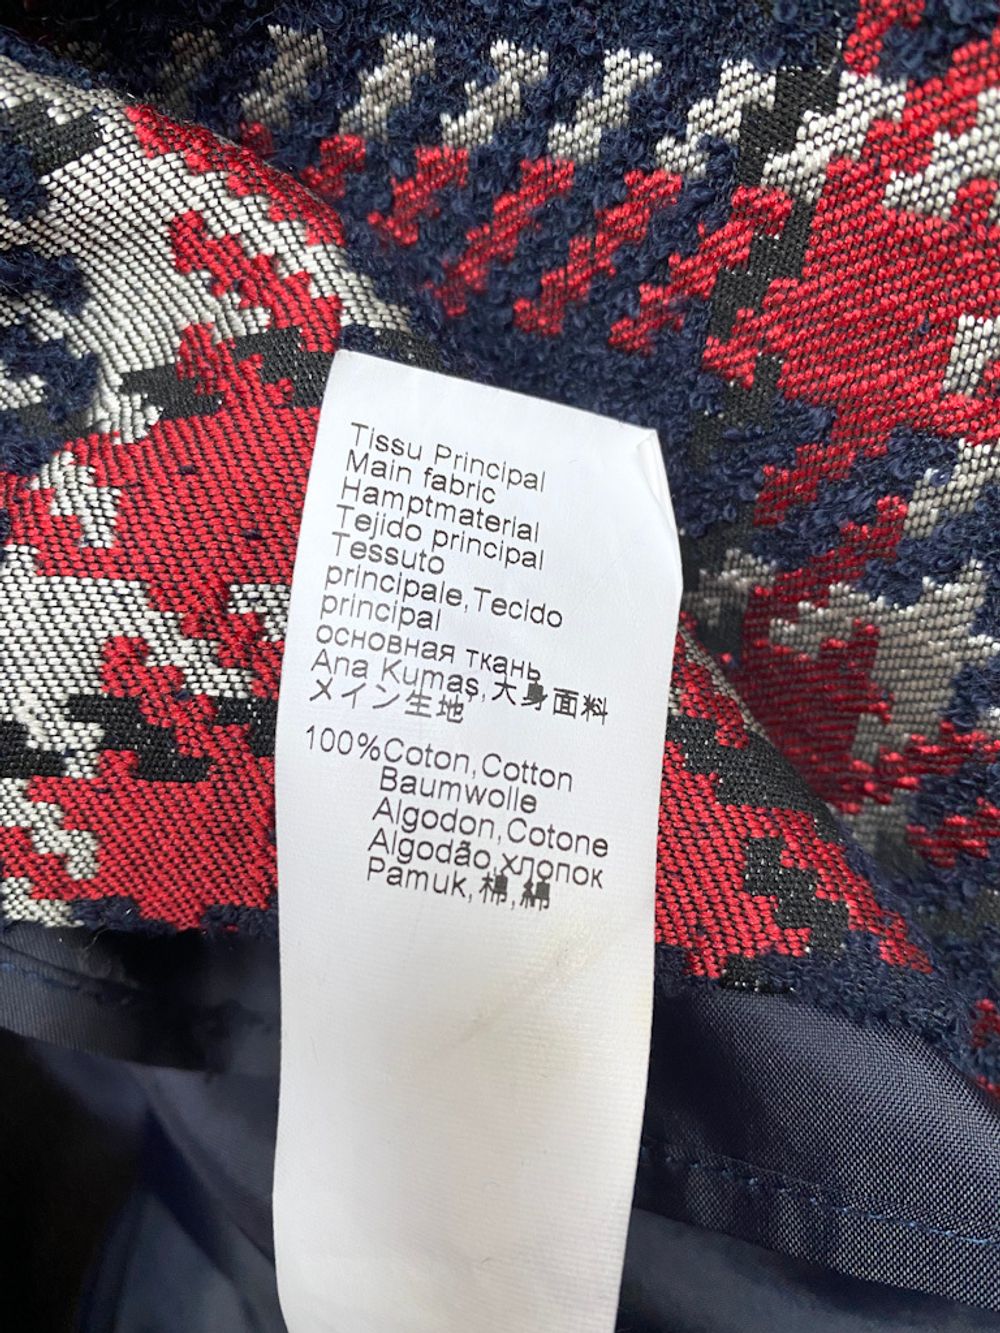 Tissu Principal
Main fabric
Hamptmaterial
Tejido principal
Tessuto
principale,Tecido
principal
основная ткань
Ana Kumaş,大身面料
メイン生地
100%Coton,Cotton
Baumwolle
Algodon,Cotone
Algodão,хлопок
Pamuk,棉,綿